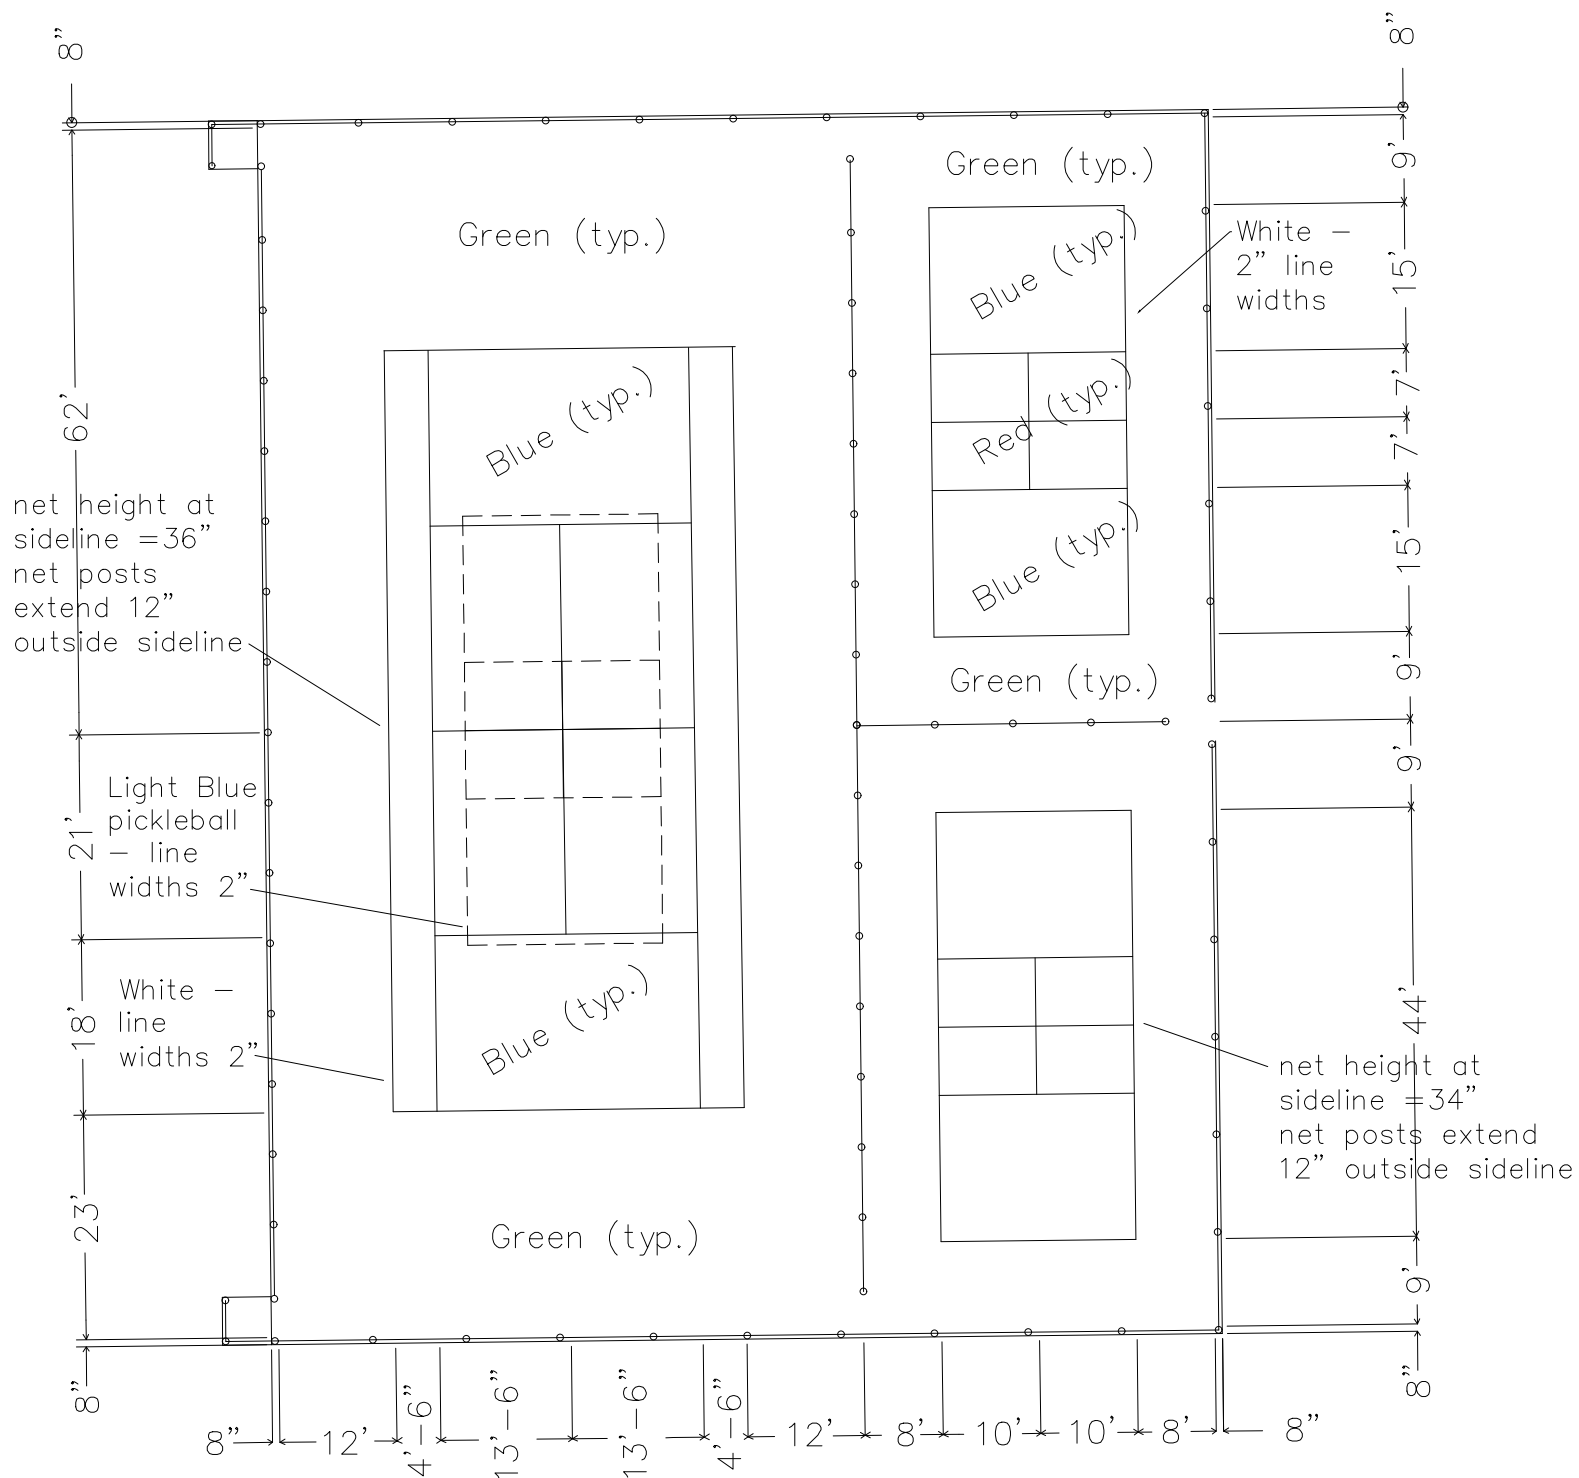 8"
8"
Green (typ.)
9'
Green (typ.)
Blue (typ.)
White –
2" line
widths
15'
62'
Blue (typ.)
Red (typ.)
7'
7'
net height at
sideline =36"
net posts
extend 12"
outside sideline
Blue (typ.)
15'
Green (typ.)
9'
9'
Light Blue
pickleball
– line
widths 2"
21'
White –
line
widths 2"
18'
Blue (typ.)
44'
net height at
sideline =34"
net posts extend
12" outside sideline
23'
Green (typ.)
9'
8"
8"
8"
12'
4'–6"
13'–6"
13'–6"
4'–6"
12'
8'
10'
10'
8'
8"